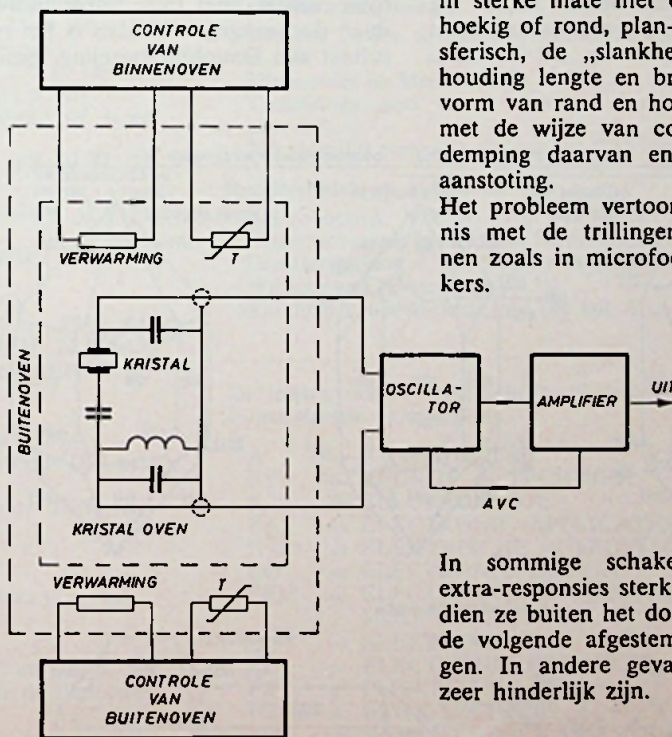 CONTROLE
VAN
BINNENOVEN
VERWARMING
T
BUITENOVEN
KRISTAL
KRISTAL OVEN
VERWARMING
T
CONTROLE
VAN
BUITENOVEN
OSCILLA-
TOR
AMPLIFIER
AVC
hoekig of rond, plan-
sferisch, de „slankhe
houding lengte en br
vorm van rand en ho
met de wijze van co
demping daarvan en
aanstoting.
Het probleem vertoon
nis met de trillingen
nen zoals in microfoo
kers.
In sommige schake
extra-responsies sterk
dien ze buiten het do
de volgende afgestem
gen. In andere geva
zeer hinderlijk zijn.